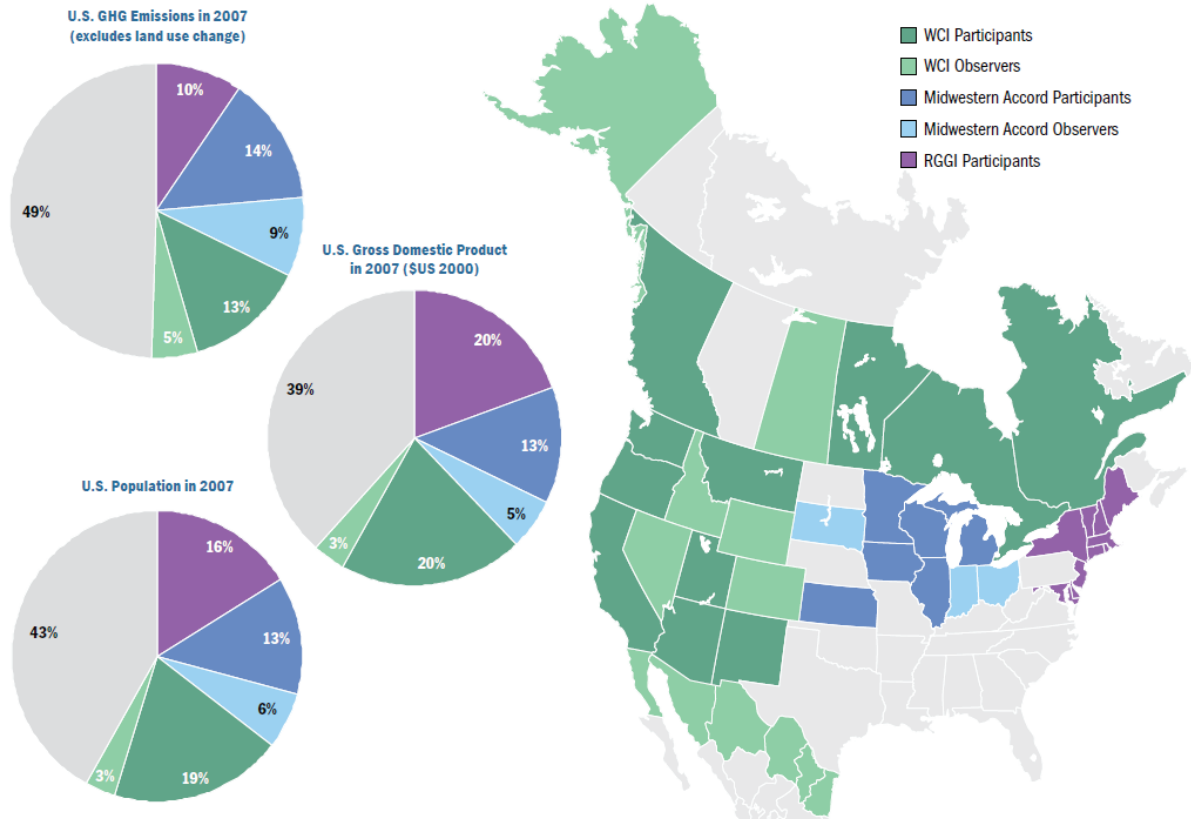 U.S. GHG Emissions in 2007
(excludes land use change)
10%
14%
9%
13%
5%
49%
U.S. Gross Domestic Product
in 2007 ($US 2000)
20%
13%
5%
20%
3%
39%
U.S. Population in 2007
16%
13%
6%
19%
3%
43%
WCI Participants
WCI Observers
Midwestern Accord Participants
Midwestern Accord Observers
RGGI Participants